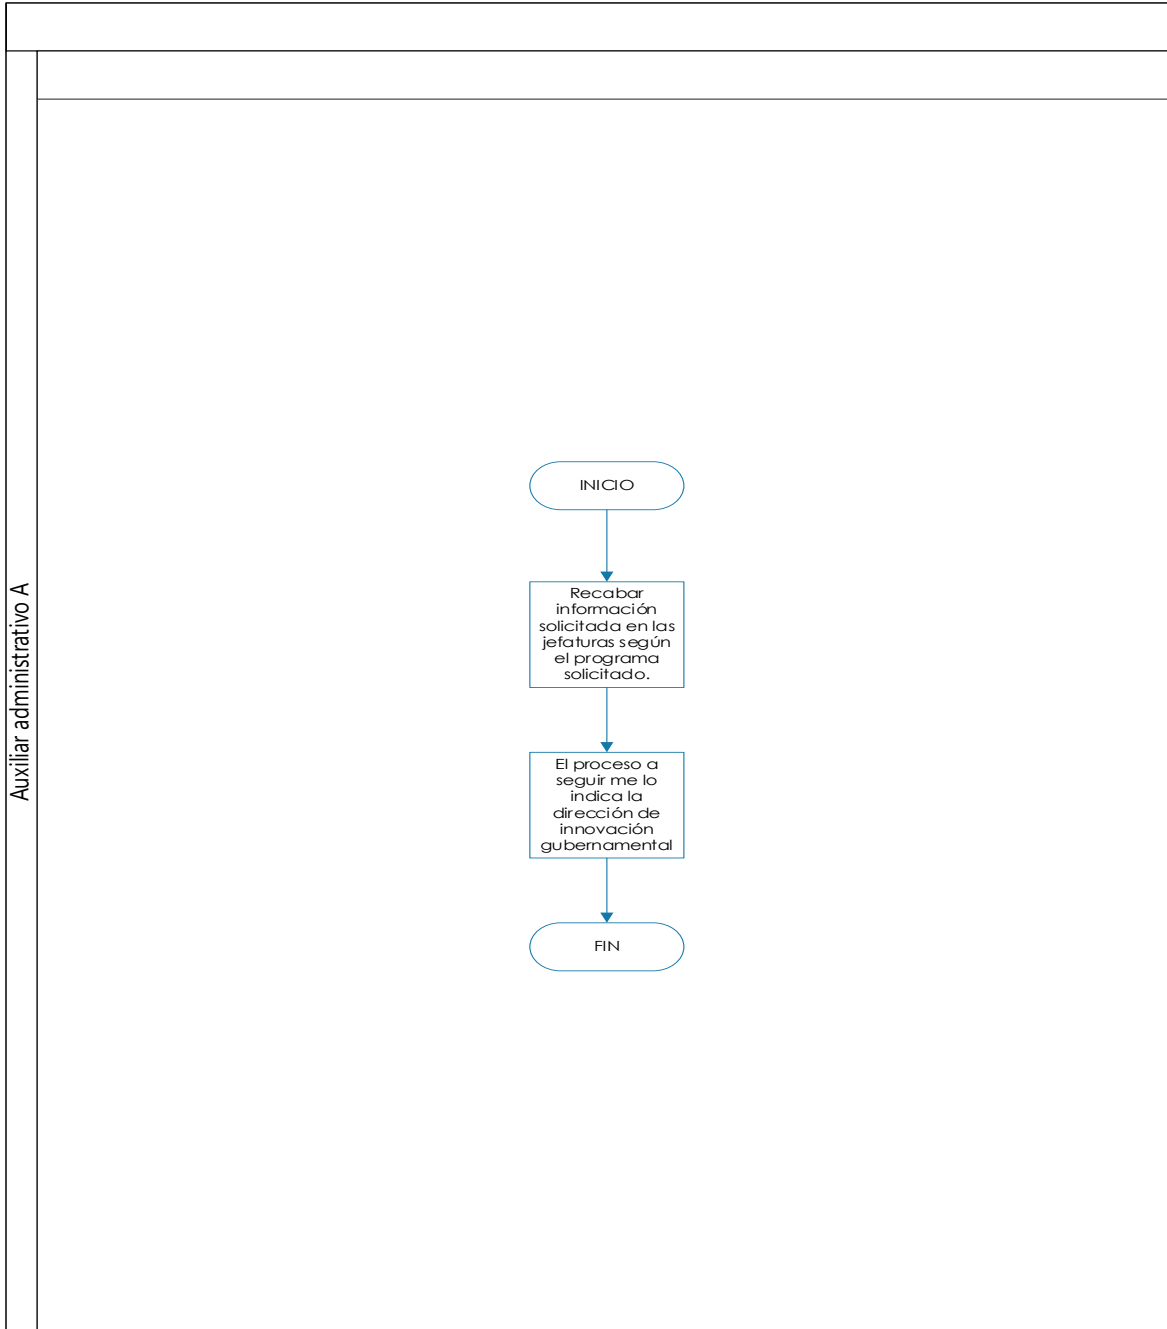 Auxiliar administrativo A
INICIO
Recabar
información
solicitada en las
jefaturas según
el programa
solicitado.
El proceso a
seguir me lo
indica la
dirección de
innovación
gubernamental
FIN